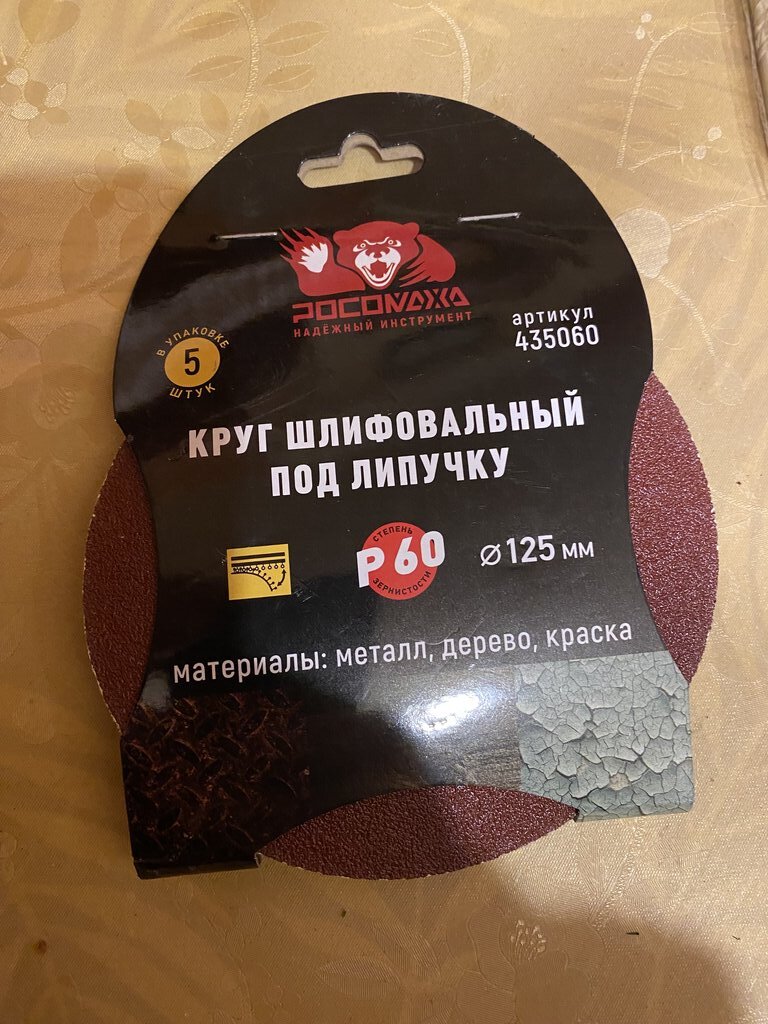 РОСОМАХА
НАДЁЖНЫЙ ИНСТРУМЕНТ
артикул
435060
В УПАКОВКЕ
5
ШТУК
КРУГ ШЛИФОВАЛЬНЫЙ
ПОД ЛИПУЧКУ
СТЕПЕНЬ
P 60
ЗЕРНИСТОСТИ
⌀ 125 мм
материалы: металл, дерево, краска